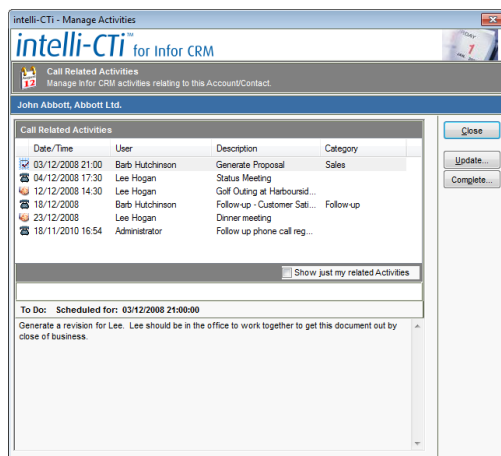 intelli-CTi - Manage Activities
intelli-CTi™ for Infor CRM
DAY
1
12
Call Related Activities
Manage Infor CRM activities relating to this Account/Contact.
John Abbott, Abbott Ltd.
Call Related Activities
Close
Date/Time User Description Category
03/12/2008 21:00 Barb Hutchinson Generate Proposal Sales
Update...
04/12/2008 17:30 Lee Hogan Status Meeting
Complete...
12/12/2008 14:30 Lee Hogan Golf Outing at Harboursid...
18/12/2008 Barb Hutchinson Follow-up - Customer Sati... Follow-up
23/12/2008 Lee Hogan Dinner meeting
18/11/2010 16:54 Administrator Follow up phone call reg...
Show just my related Activities
To Do: Scheduled for: 03/12/2008 21:00:00
Generate a revision for Lee. Lee should be in the office to work together to get this document out by
close of business.